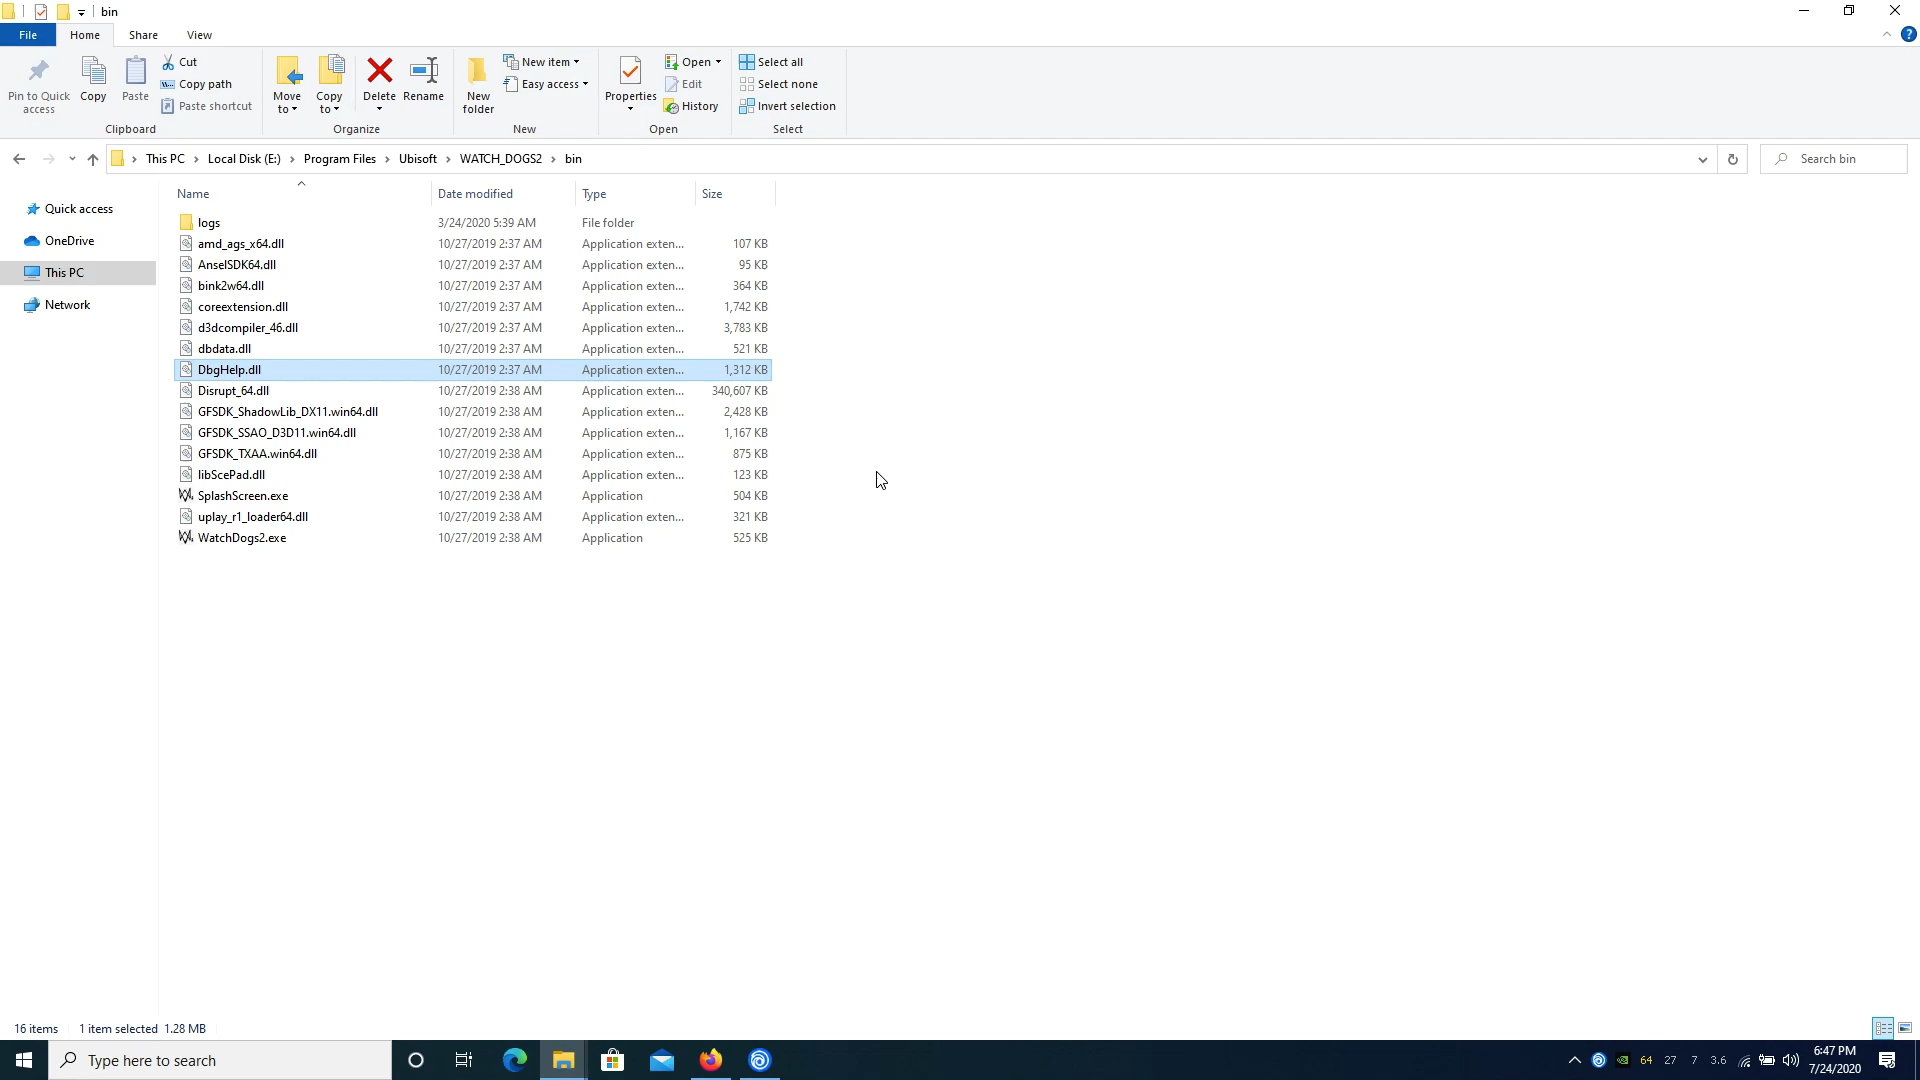 bin
File Home Share View
Pin to Quick access
Copy
Paste
Cut
Copy path
Paste shortcut
Clipboard
Move to
Copy to
Delete
Rename
Organize
New folder
New item
Easy access
New
Properties
Open
Edit
History
Open
Select all
Select none
Invert selection
Select
This PC Local Disk (E:) Program Files Ubisoft WATCH_DOGS2 bin
Search bin
Quick access
OneDrive
This PC
Network
Name Date modified Type Size
logs 3/24/2020 5:39 AM File folder
amd_ags_x64.dll 10/27/2019 2:37 AM Application exten... 107 KB
AnselSDK64.dll 10/27/2019 2:37 AM Application exten... 95 KB
bink2w64.dll 10/27/2019 2:37 AM Application exten... 364 KB
coreextension.dll 10/27/2019 2:37 AM Application exten... 1,742 KB
d3dcompiler_46.dll 10/27/2019 2:37 AM Application exten... 3,783 KB
dbdata.dll 10/27/2019 2:37 AM Application exten... 521 KB
DbgHelp.dll 10/27/2019 2:37 AM Application exten... 1,312 KB
Disrupt_64.dll 10/27/2019 2:38 AM Application exten... 340,607 KB
GFSDK_ShadowLib_DX11.win64.dll 10/27/2019 2:38 AM Application exten... 2,428 KB
GFSDK_SSAO_D3D11.win64.dll 10/27/2019 2:38 AM Application exten... 1,167 KB
GFSDK_TXAA.win64.dll 10/27/2019 2:38 AM Application exten... 875 KB
libScePad.dll 10/27/2019 2:38 AM Application exten... 123 KB
SplashScreen.exe 10/27/2019 2:38 AM Application 504 KB
uplay_r1_loader64.dll 10/27/2019 2:38 AM Application exten... 321 KB
WatchDogs2.exe 10/27/2019 2:38 AM Application 525 KB
16 items 1 item selected 1.28 MB
Type here to search
64 27 7 3.6
6:47 PM
7/24/2020